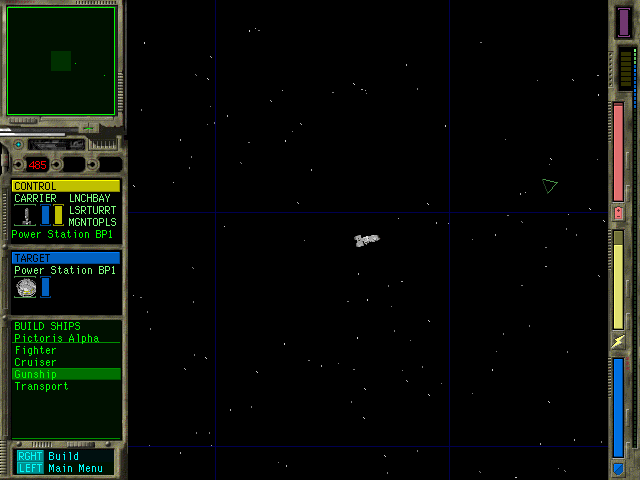 485
CONTROL
CARRIER LNCHBAY
LSRTURRT
MGNTOPLS
Power Station BP1
TARGET
Power Station BP1
BUILD SHIPS
Pictoris Alpha
Fighter
Cruiser
Gunship
Transport
RGHT Build
LEFT Main Menu